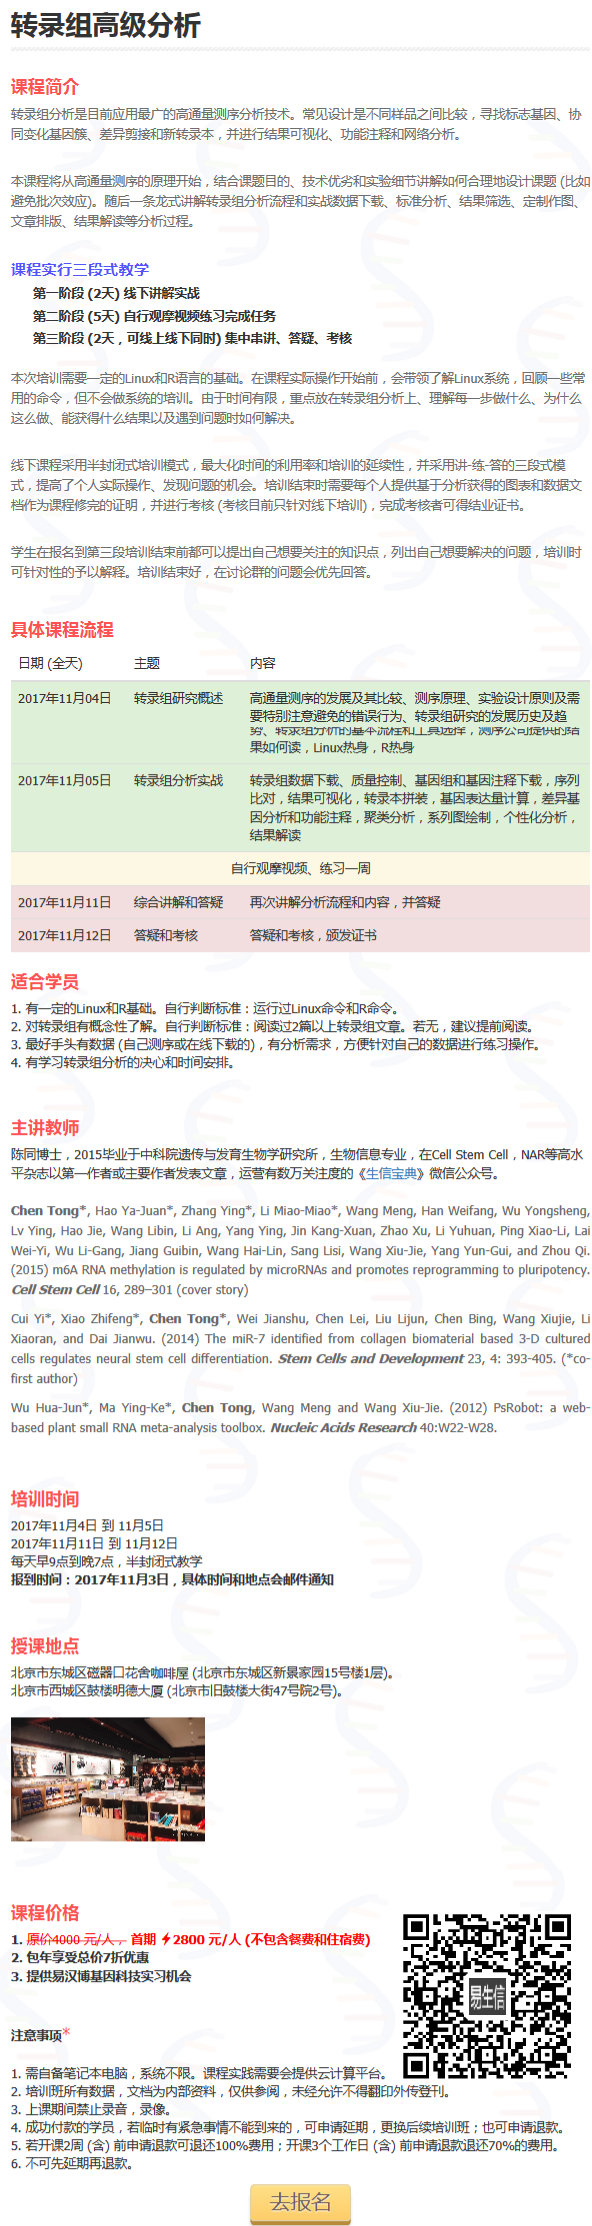 转录组高级分析
课程简介
转录组分析是目前应用最广的高通量测序分析技术。常见设计是不同样品之间比较，寻找标志基因、协
同变化基因簇、差异剪接和新转录本，并进行结果可视化、功能注释和网络分析。
本课程将从高通量测序的原理开始，结合课题目的、技术优劣和实验细节讲解如何合理地设计课题 (比如
避免批次效应)。随后一条龙式讲解转录组分析流程和实战数据下载、标准分析、结果筛选、定制作图、
文章排版、结果解读等分析过程。
课程实行三段式教学
第一阶段 (2天) 线下讲解实战
第二阶段 (5天) 自行观摩视频练习完成任务
第三阶段 (2天，可线上线下同时) 集中串讲、答疑、考核
本次培训需要一定的Linux和R语言的基础。在课程实际操作开始前，会带领了解Linux系统，回顾一些常
用的命令，但不会做系统的培训。由于时间有限，重点放在转录组分析上、理解每一步做什么、为什么
这么做、能获得什么结果以及遇到问题时如何解决。
线下课程采用半封闭式培训模式，最大化时间的利用率和培训的延续性，并采用讲-练-答的三段式模
式，提高了个人实际操作、发现问题的机会。培训结束时需要每个人提供基于分析获得的图表和数据文
档作为课程修完的证明，并进行考核 (考核目前只针对线下培训)，完成考核者可得结业证书。
学生在报名到第三段培训结束前都可以提出自己想要关注的知识点，列出自己想要解决的问题，培训时
可针对性的予以解释。培训结束好，在讨论群的问题会优先回答。
具体课程流程
日期 (全天) 主题 内容
2017年11月04日 转录组研究概述 高通量测序的发展及其比较、测序原理、实验设计原则及需
要特别注意避免的错误行为、转录组研究的发展历史及趋
势、转录组分析的基本流程和工具选择，测序公司提供的结
果如何读，Linux热身，R热身
2017年11月05日 转录组分析实战 转录组数据下载、质量控制、基因组和基因注释下载，序列
比对，结果可视化，转录本拼装，基因表达量计算，差异基
因分析和功能注释，聚类分析，系列图绘制，个性化分析，
结果解读
自行观摩视频、练习一周
2017年11月11日 综合讲解和答疑 再次讲解分析流程和内容，并答疑
2017年11月12日 答疑和考核 答疑和考核，颁发证书
适合学员
1. 有一定的Linux和R基础。自行判断标准：运行过Linux命令和R命令。
2. 对转录组有概念性了解。自行判断标准：阅读过2篇以上转录组文章。若无，建议提前阅读。
3. 最好手头有数据 (自己测序或在线下载的)，有分析需求，方便针对自己的数据进行练习操作。
4. 有学习转录组分析的决心和时间安排。
主讲教师
陈同博士，2015毕业于中科院遗传与发育生物学研究所，生物信息专业，在Cell Stem Cell，NAR等高水
平杂志以第一作者或主要作者发表文章，运营有数万关注度的《生信宝典》微信公众号。
Chen Tong*, Hao Ya-Juan*, Zhang Ying*, Li Miao-Miao*, Wang Meng, Han Weifang, Wu Yongsheng,
Lv Ying, Hao Jie, Wang Libin, Li Ang, Yang Ying, Jin Kang-Xuan, Zhao Xu, Li Yuhuan, Ping Xiao-Li, Lai
Wei-Yi, Wu Li-Gang, Jiang Guibin, Wang Hai-Lin, Sang Lisi, Wang Xiu-Jie, Yang Yun-Gui, and Zhou Qi.
(2015) m6A RNA methylation is regulated by microRNAs and promotes reprogramming to pluripotency.
Cell Stem Cell 16, 289–301 (cover story)
Cui Yi*, Xiao Zhifeng*, Chen Tong*, Wei Jianshu, Chen Lei, Liu Lijun, Chen Bing, Wang Xiujie, Li
Xiaoran, and Dai Jianwu. (2014) The miR-7 identified from collagen biomaterial based 3-D cultured
cells regulates neural stem cell differentiation. Stem Cells and Development 23, 4: 393-405. (*co-
first author)
Wu Hua-Jun*, Ma Ying-Ke*, Chen Tong, Wang Meng and Wang Xiu-Jie. (2012) PsRobot: a web-
based plant small RNA meta-analysis toolbox. Nucleic Acids Research 40:W22-W28.
培训时间
2017年11月4日 到 11月5日
2017年11月11日 到 11月12日
每天早9点到晚7点，半封闭式教学
报到时间：2017年11月3日，具体时间和地点会邮件通知
授课地点
北京市东城区磁器口花舍咖啡屋 (北京市东城区新景家园15号楼1层)。
北京市西城区鼓楼明德大厦 (北京市旧鼓楼大街47号院2号)。
课程价格
1. 原价4000 元/人，首期 ⚡2800 元/人 (不包含餐费和住宿费)
2. 包年享受总价7折优惠
3. 提供易汉博基因科技实习机会
易生信
注意事项*
1. 需自备笔记本电脑，系统不限。课程实践需要会提供云计算平台。
2. 培训班所有数据，文档为内部资料，仅供参阅，未经允许不得翻印外传登刊。
3. 上课期间禁止录音，录像。
4. 成功付款的学员，若临时有紧急事情不能到来的，可申请延期，更换后续培训班；也可申请退款。
5. 若开课2周 (含) 前申请退款可退还100%费用；开课3个工作日 (含) 前申请退款退还70%的费用。
6. 不可先延期再退款。
去报名